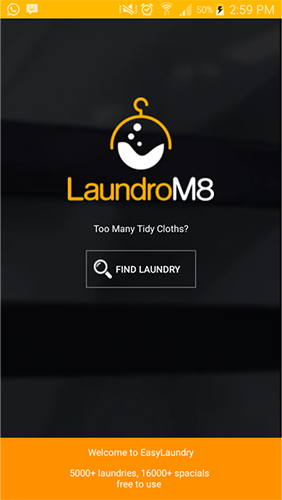 50% 2:59 PM
LaundroM8
Too Many Tidy Cloths?
FIND LAUNDRY
Welcome to EasyLaundry
5000+ laundries, 16000+ spacials
free to use